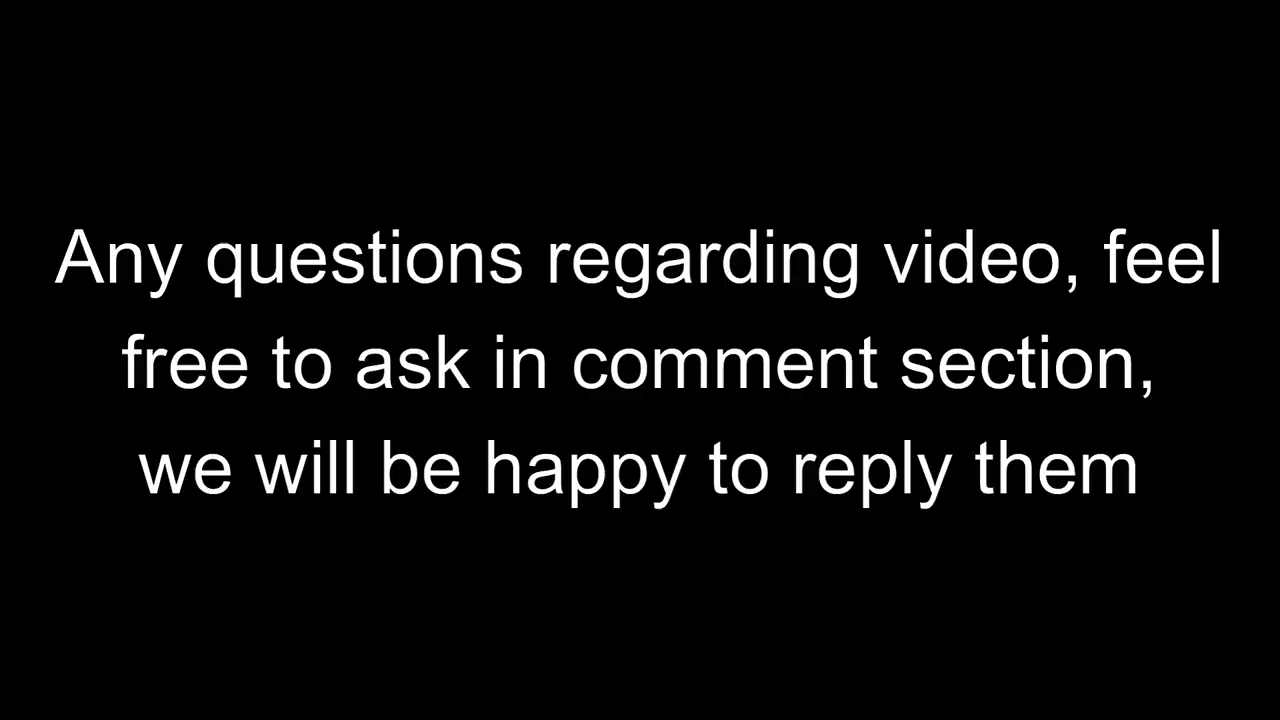 Any questions regarding video, feel
free to ask in comment section,
we will be happy to reply them